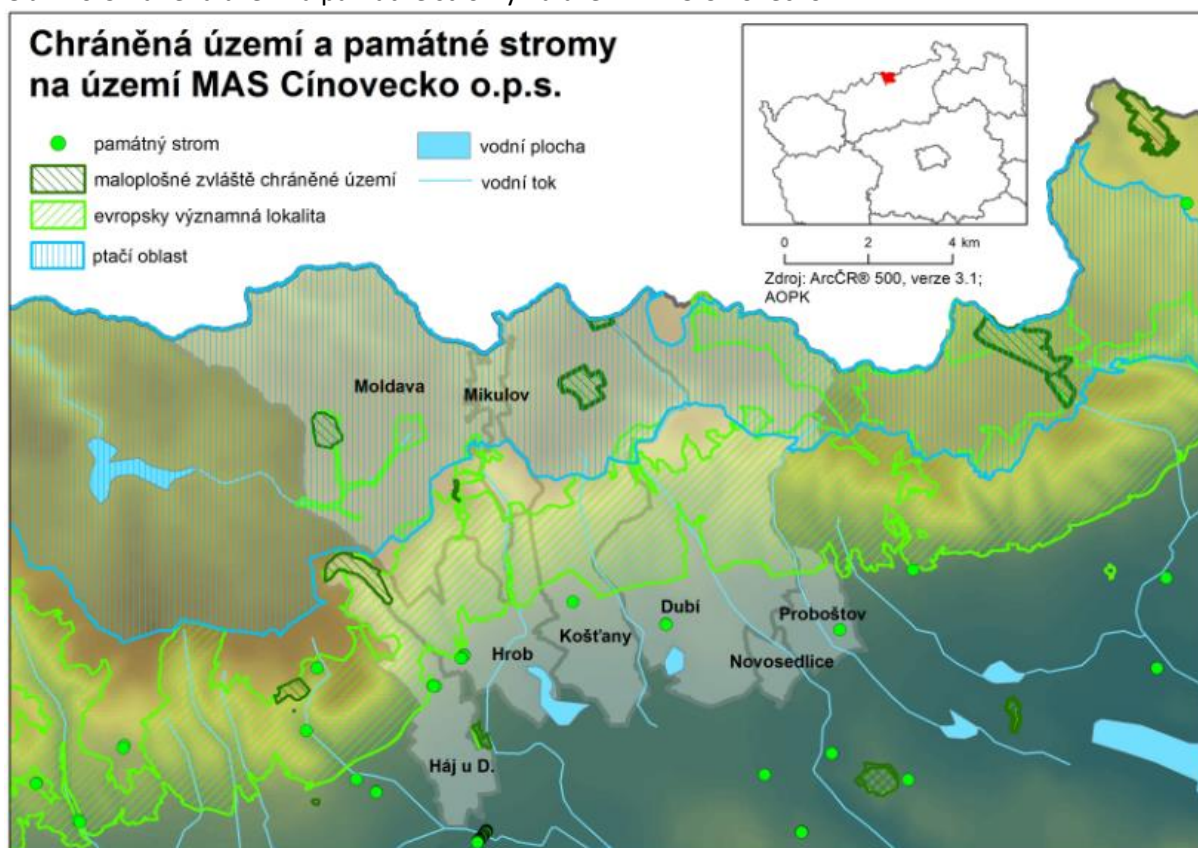 Chráněná území a památné stromy
na území MAS Cínovecko o.p.s.
památný strom
maloplošné zvláště chráněné území
evropsky významná lokalita
ptačí oblast
vodní plocha
vodní tok
0 2 4 km
Zdroj: ArcČR® 500, verze 3.1;
AOPK
Moldava
Mikulov
Hrob
Košťany
Dubí
Proboštov
Novosedlice
Háj u D.